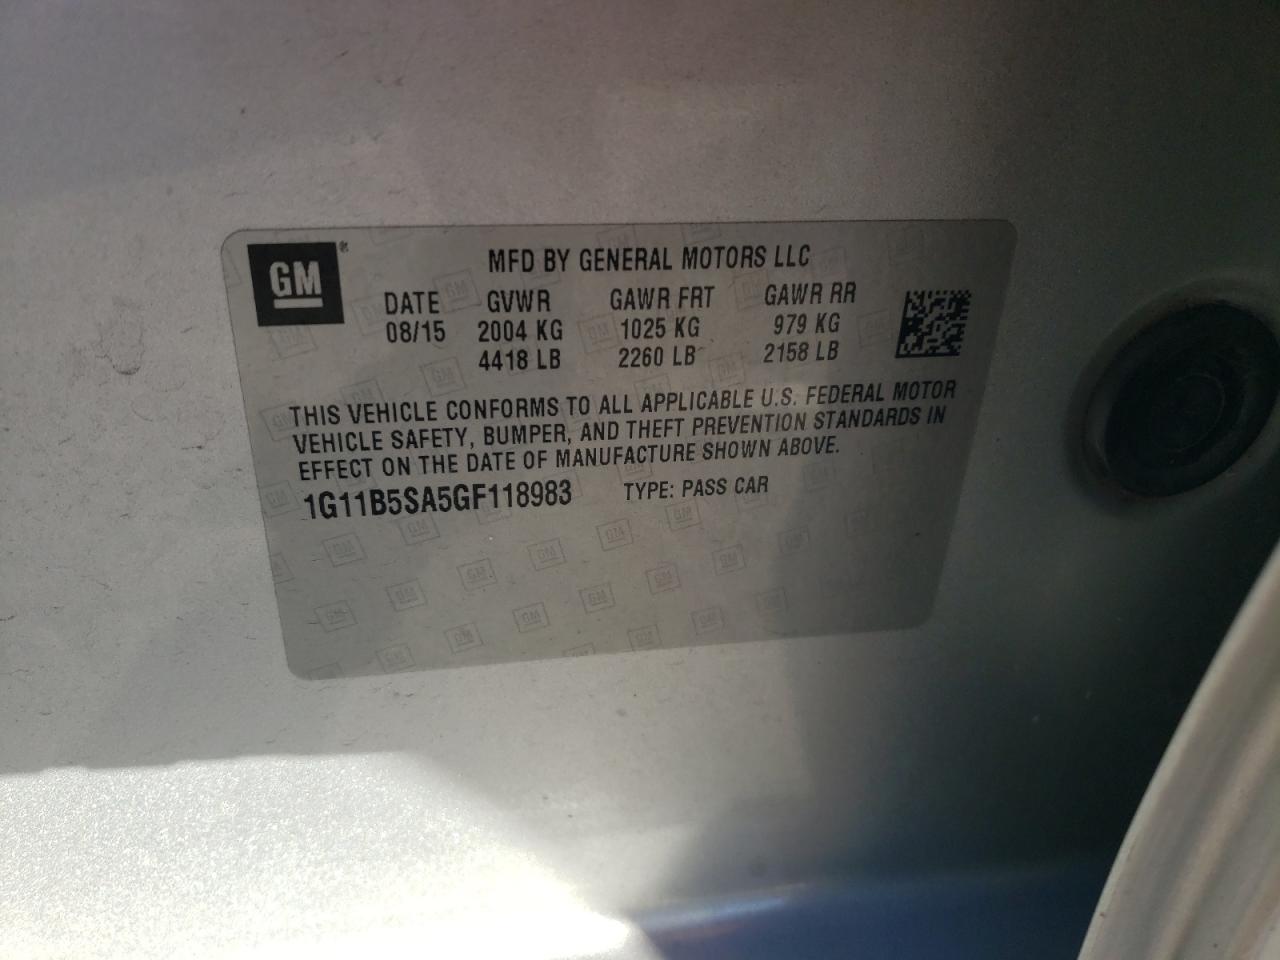 GM®
MFD BY GENERAL MOTORS LLC
DATE GVWR GAWR FRT GAWR RR
08/15 2004 KG 1025 KG 979 KG
4418 LB 2260 LB 2158 LB
THIS VEHICLE CONFORMS TO ALL APPLICABLE U.S. FEDERAL MOTOR
VEHICLE SAFETY, BUMPER, AND THEFT PREVENTION STANDARDS IN
EFFECT ON THE DATE OF MANUFACTURE SHOWN ABOVE.
1G11B5SA5GF118983 TYPE: PASS CAR